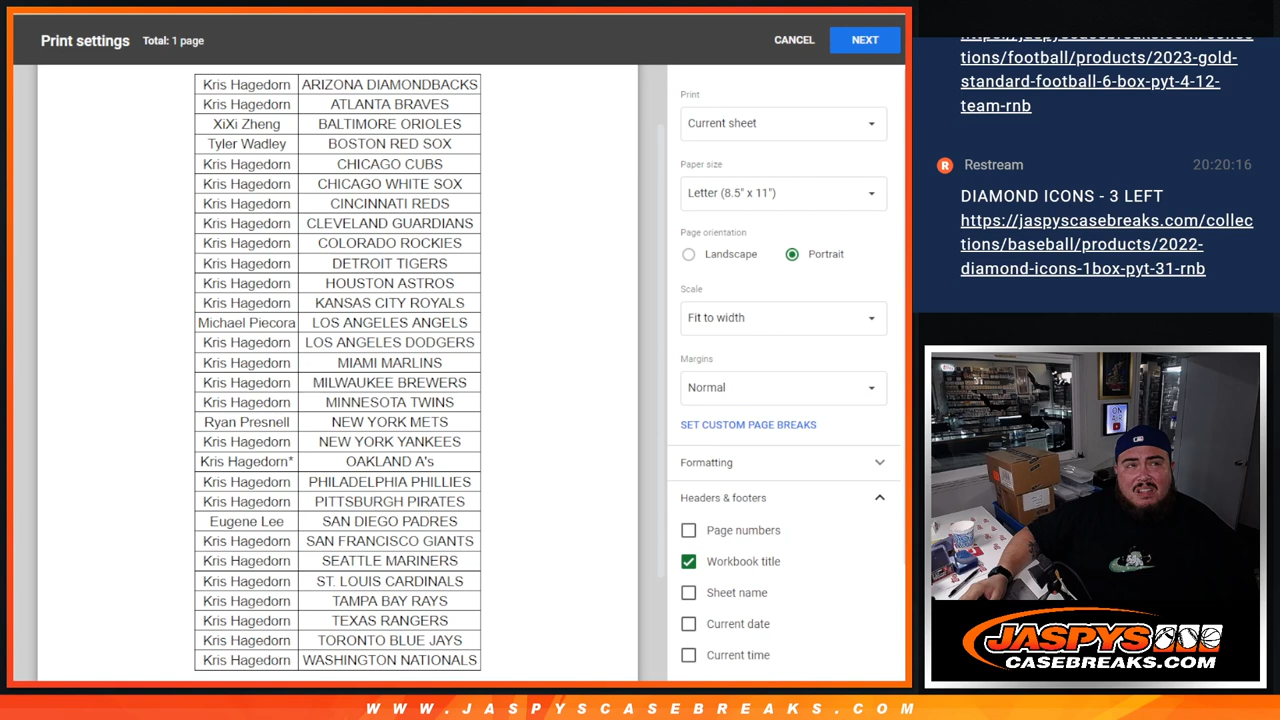 Print settings Total: 1 page CANCEL NEXT
Kris Hagedorn ARIZONA DIAMONDBACKS
Kris Hagedorn ATLANTA BRAVES
XiXi Zheng BALTIMORE ORIOLES
Tyler Wadley BOSTON RED SOX
Kris Hagedorn CHICAGO CUBS
Kris Hagedorn CHICAGO WHITE SOX
Kris Hagedorn CINCINNATI REDS
Kris Hagedorn CLEVELAND GUARDIANS
Kris Hagedorn COLORADO ROCKIES
Kris Hagedorn DETROIT TIGERS
Kris Hagedorn HOUSTON ASTROS
Kris Hagedorn KANSAS CITY ROYALS
Michael Piecora LOS ANGELES ANGELS
Kris Hagedorn LOS ANGELES DODGERS
Kris Hagedorn MIAMI MARLINS
Kris Hagedorn MILWAUKEE BREWERS
Kris Hagedorn MINNESOTA TWINS
Ryan Presnell NEW YORK METS
Kris Hagedorn NEW YORK YANKEES
Kris Hagedorn* OAKLAND A's
Kris Hagedorn PHILADELPHIA PHILLIES
Kris Hagedorn PITTSBURGH PIRATES
Eugene Lee SAN DIEGO PADRES
Kris Hagedorn SAN FRANCISCO GIANTS
Kris Hagedorn SEATTLE MARINERS
Kris Hagedorn ST. LOUIS CARDINALS
Kris Hagedorn TAMPA BAY RAYS
Kris Hagedorn TEXAS RANGERS
Kris Hagedorn TORONTO BLUE JAYS
Kris Hagedorn WASHINGTON NATIONALS
Print
Current sheet
Paper size
Letter (8.5" x 11")
Page orientation
Landscape Portrait
Scale
Fit to width
Margins
Normal
SET CUSTOM PAGE BREAKS
Formatting
Headers & footers
Page numbers
Workbook title
Sheet name
Current date
Current time
https://jaspyscasebreaks.com/collec
tions/football/products/2023-gold-
standard-football-6-box-pyt-4-12-
team-rnb
R Restream 20:20:16
DIAMOND ICONS - 3 LEFT
https://jaspyscasebreaks.com/collec
tions/baseball/products/2022-
diamond-icons-1box-pyt-31-rnb
ON
AIR
JASPYS
CASEBREAKS.COM
WWW.JASPYSCASEBREAKS.COM